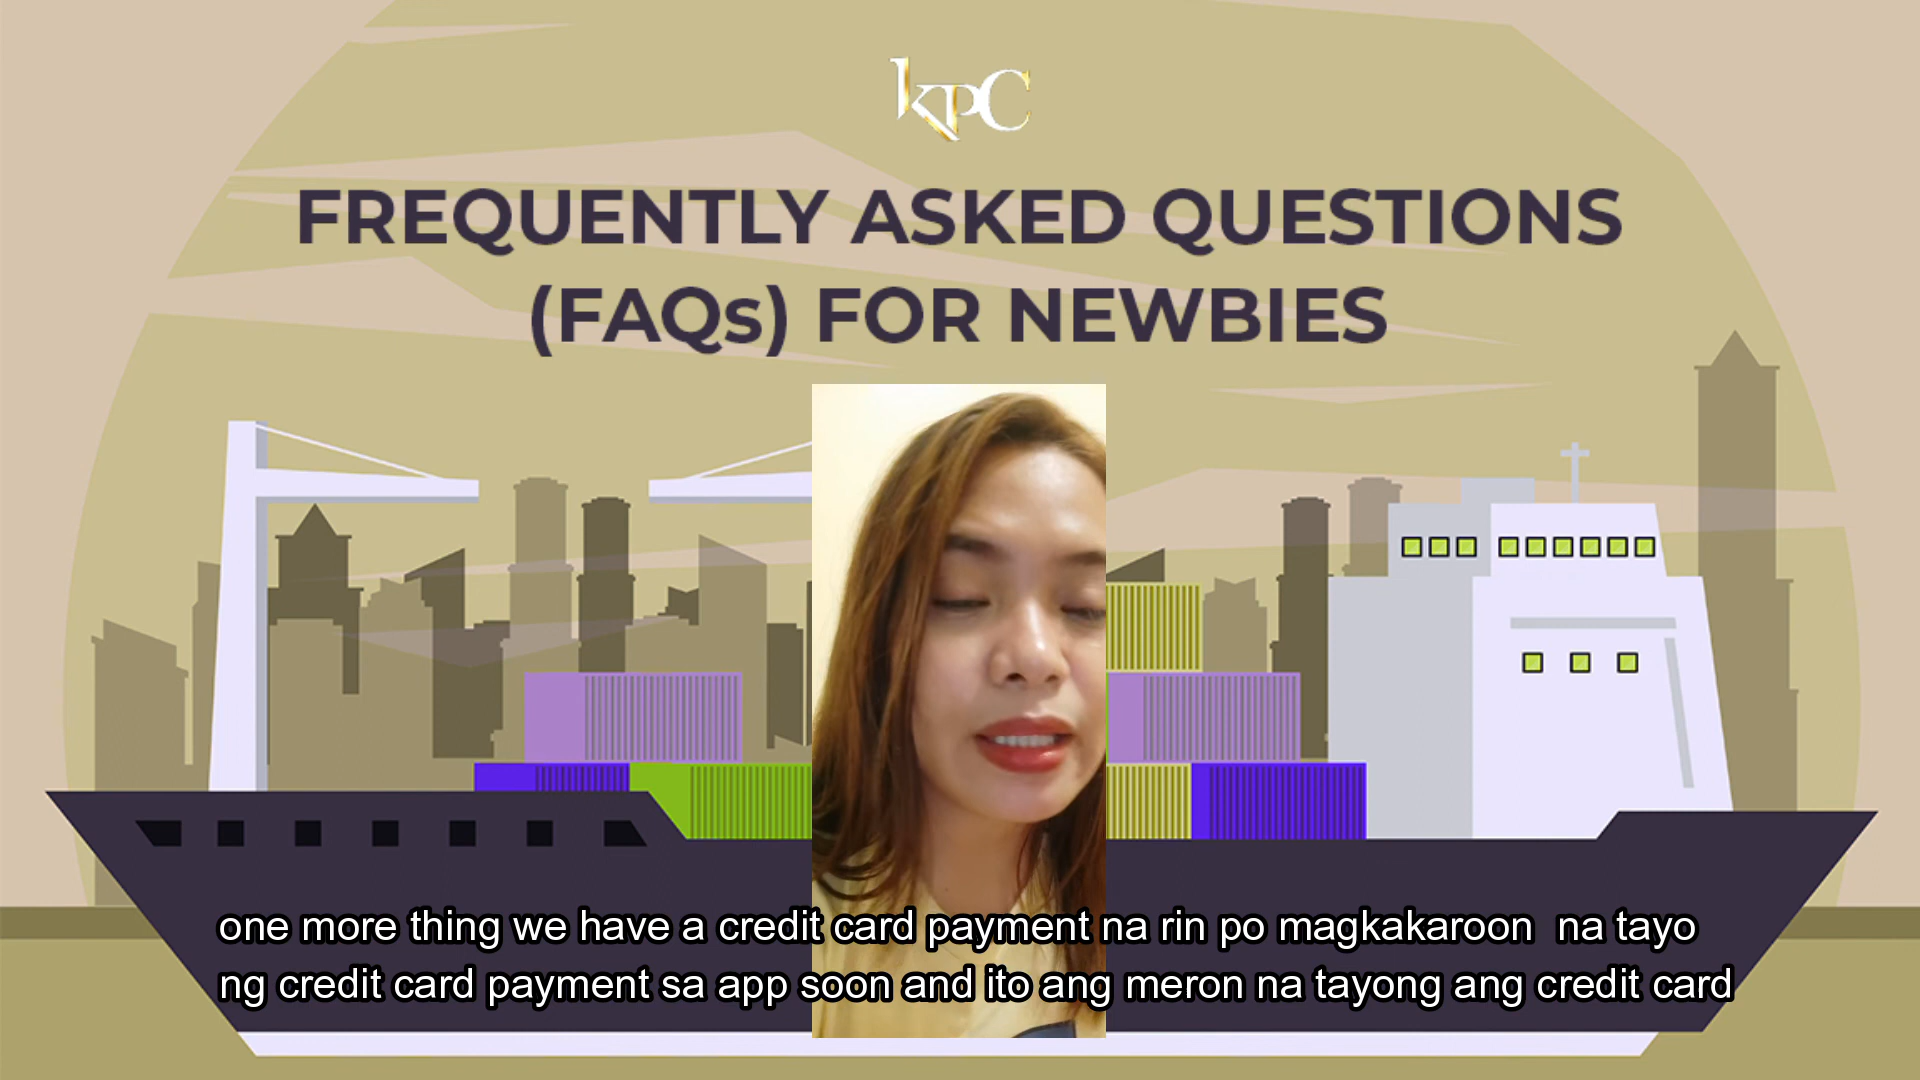 KPC
FREQUENTLY ASKED QUESTIONS
(FAQs) FOR NEWBIES
one more thing we have a credit card payment na rin po magkakaroon  na tayo
ng credit card payment sa app soon and ito ang meron na tayong ang credit card